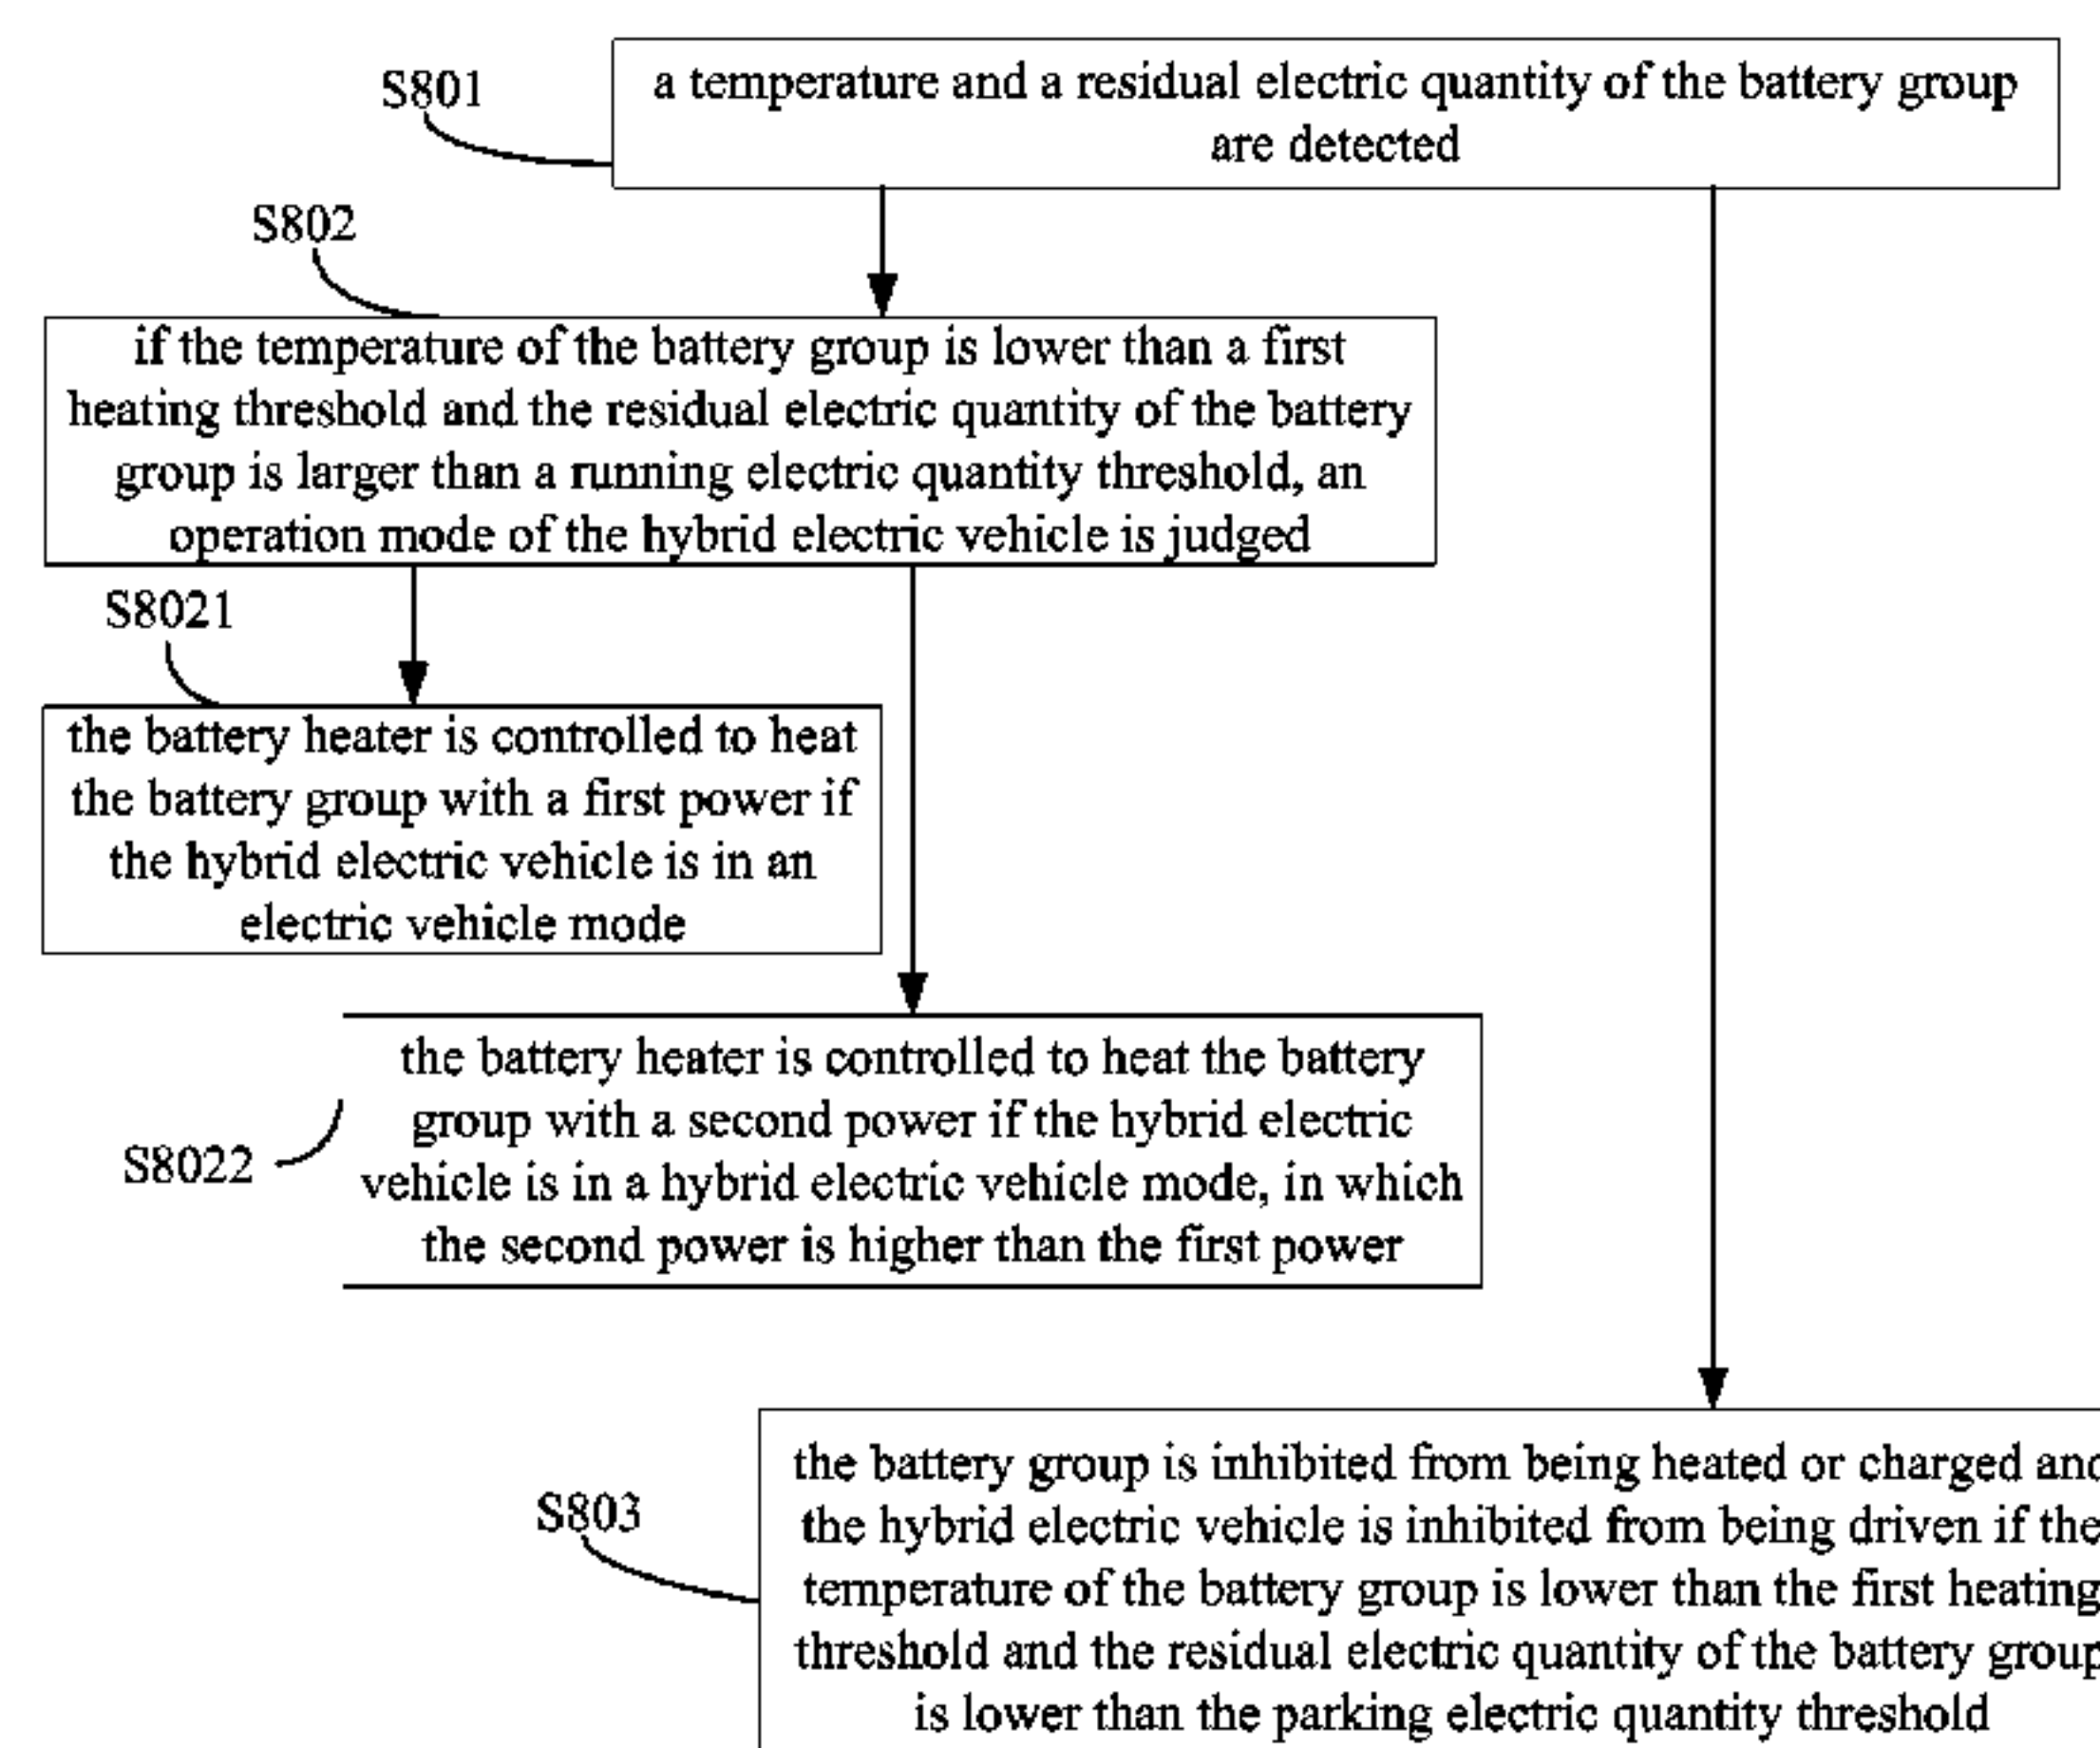 S801
a temperature and a residual electric quantity of the battery group
are detected
S802
if the temperature of the battery group is lower than a first
heating threshold and the residual electric quantity of the battery
group is larger than a running electric quantity threshold, an
operation mode of the hybrid electric vehicle is judged
S8021
the battery heater is controlled to heat
the battery group with a first power if
the hybrid electric vehicle is in an
electric vehicle mode
the battery heater is controlled to heat the battery
group with a second power if the hybrid electric
vehicle is in a hybrid electric vehicle mode, in which
the second power is higher than the first power
S8022
the battery group is inhibited from being heated or charged and
the hybrid electric vehicle is inhibited from being driven if the
temperature of the battery group is lower than the first heating
threshold and the residual electric quantity of the battery group
is lower than the parking electric quantity threshold
S803